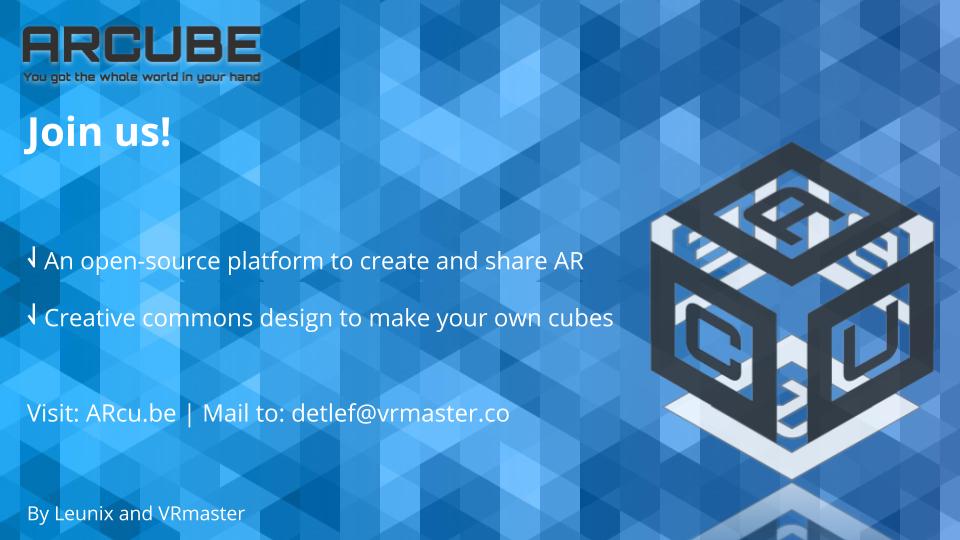 ARCUBE
You got the whole world in your hand
Join us!
An open-source platform to create and share AR
Creative commons design to make your own cubes
Visit: ARcu.be | Mail to: detlef@vrmaster.co
By Leunix and VRmaster
A
C U